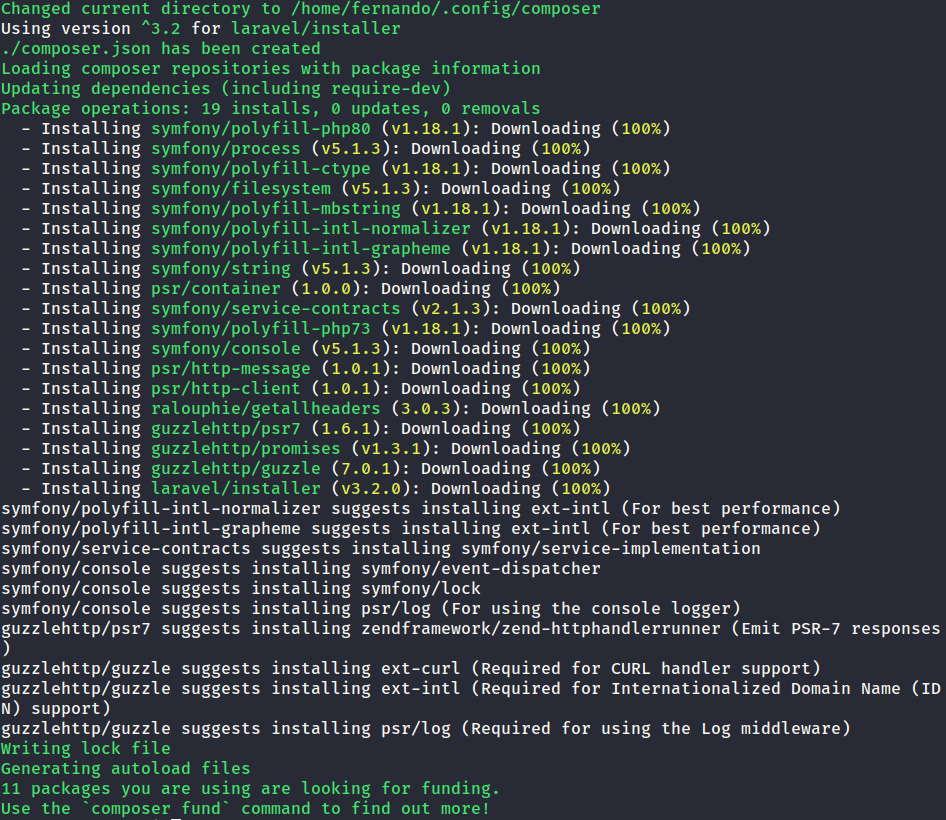 Changed current directory to /home/fernando/.config/composer
Using version ^3.2 for laravel/installer
./composer.json has been created
Loading composer repositories with package information
Updating dependencies (including require-dev)
Package operations: 19 installs, 0 updates, 0 removals
  - Installing symfony/polyfill-php80 (v1.18.1): Downloading (100%)
  - Installing symfony/process (v5.1.3): Downloading (100%)
  - Installing symfony/polyfill-ctype (v1.18.1): Downloading (100%)
  - Installing symfony/filesystem (v5.1.3): Downloading (100%)
  - Installing symfony/polyfill-mbstring (v1.18.1): Downloading (100%)
  - Installing symfony/polyfill-intl-normalizer (v1.18.1): Downloading (100%)
  - Installing symfony/polyfill-intl-grapheme (v1.18.1): Downloading (100%)
  - Installing symfony/string (v5.1.3): Downloading (100%)
  - Installing psr/container (1.0.0): Downloading (100%)
  - Installing symfony/service-contracts (v2.1.3): Downloading (100%)
  - Installing symfony/polyfill-php73 (v1.18.1): Downloading (100%)
  - Installing symfony/console (v5.1.3): Downloading (100%)
  - Installing psr/http-message (1.0.1): Downloading (100%)
  - Installing psr/http-client (1.0.1): Downloading (100%)
  - Installing ralouphie/getallheaders (3.0.3): Downloading (100%)
  - Installing guzzlehttp/psr7 (1.6.1): Downloading (100%)
  - Installing guzzlehttp/promises (v1.3.1): Downloading (100%)
  - Installing guzzlehttp/guzzle (7.0.1): Downloading (100%)
  - Installing laravel/installer (v3.2.0): Downloading (100%)
symfony/polyfill-intl-normalizer suggests installing ext-intl (For best performance)
symfony/polyfill-intl-grapheme suggests installing ext-intl (For best performance)
symfony/service-contracts suggests installing symfony/service-implementation
symfony/console suggests installing symfony/event-dispatcher
symfony/console suggests installing symfony/lock
symfony/console suggests installing psr/log (For using the console logger)
guzzlehttp/psr7 suggests installing zendframework/zend-httphandlerrunner (Emit PSR-7 responses
)
guzzlehttp/guzzle suggests installing ext-curl (Required for CURL handler support)
guzzlehttp/guzzle suggests installing ext-intl (Required for Internationalized Domain Name (ID
N) support)
guzzlehttp/guzzle suggests installing psr/log (Required for using the Log middleware)
Writing lock file
Generating autoload files
11 packages you are using are looking for funding.
Use the `composer fund` command to find out more!